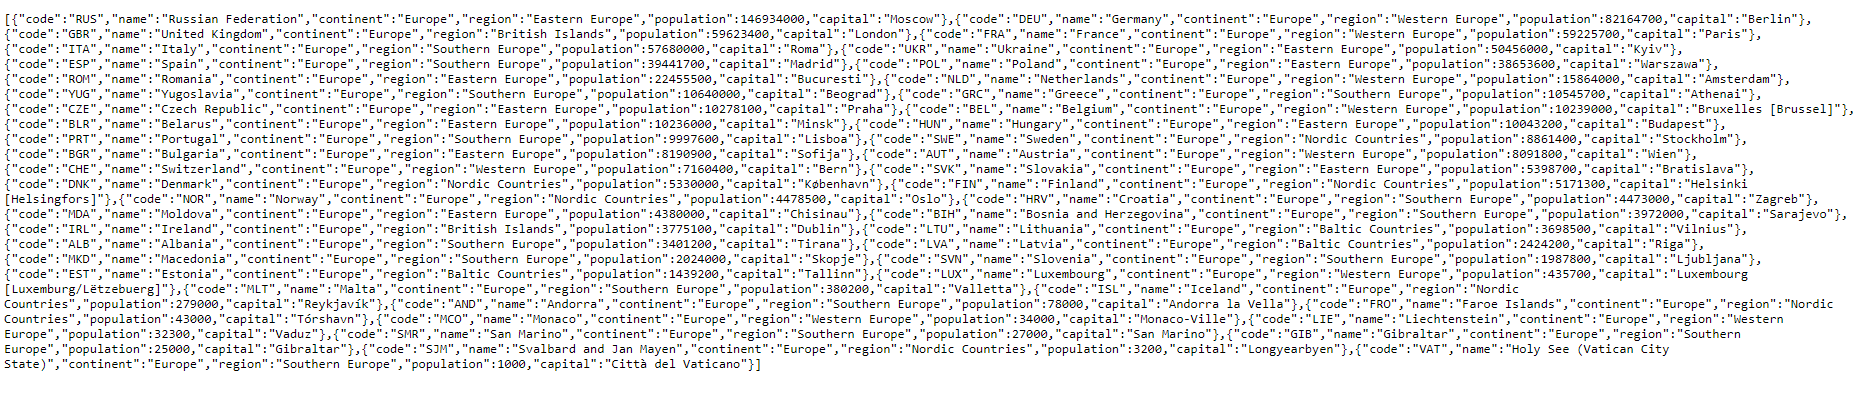 [{"code":"RUS","name":"Russian Federation","continent":"Europe","region":"Eastern Europe","population":146934000,"capital":"Moscow"},{"code":"DEU","name":"Germany","continent":"Europe","region":"Western Europe","population":82164700,"capital":"Berlin"},
{"code":"GBR","name":"United Kingdom","continent":"Europe","region":"British Islands","population":59623400,"capital":"London"},{"code":"FRA","name":"France","continent":"Europe","region":"Western Europe","population":59225700,"capital":"Paris"},
{"code":"ITA","name":"Italy","continent":"Europe","region":"Southern Europe","population":57680000,"capital":"Roma"},{"code":"UKR","name":"Ukraine","continent":"Europe","region":"Eastern Europe","population":50456000,"capital":"Kyiv"},
{"code":"ESP","name":"Spain","continent":"Europe","region":"Southern Europe","population":39441700,"capital":"Madrid"},{"code":"POL","name":"Poland","continent":"Europe","region":"Eastern Europe","population":38653600,"capital":"Warszawa"},
{"code":"ROM","name":"Romania","continent":"Europe","region":"Eastern Europe","population":22455500,"capital":"Bucuresti"},{"code":"NLD","name":"Netherlands","continent":"Europe","region":"Western Europe","population":15864000,"capital":"Amsterdam"},
{"code":"YUG","name":"Yugoslavia","continent":"Europe","region":"Southern Europe","population":10640000,"capital":"Beograd"},{"code":"GRC","name":"Greece","continent":"Europe","region":"Southern Europe","population":10545700,"capital":"Athenai"},
{"code":"CZE","name":"Czech Republic","continent":"Europe","region":"Eastern Europe","population":10278100,"capital":"Praha"},{"code":"BEL","name":"Belgium","continent":"Europe","region":"Western Europe","population":10239000,"capital":"Bruxelles [Brussel]"},
{"code":"BLR","name":"Belarus","continent":"Europe","region":"Eastern Europe","population":10236000,"capital":"Minsk"},{"code":"HUN","name":"Hungary","continent":"Europe","region":"Eastern Europe","population":10043200,"capital":"Budapest"},
{"code":"PRT","name":"Portugal","continent":"Europe","region":"Southern Europe","population":9997600,"capital":"Lisboa"},{"code":"SWE","name":"Sweden","continent":"Europe","region":"Nordic Countries","population":8861400,"capital":"Stockholm"},
{"code":"BGR","name":"Bulgaria","continent":"Europe","region":"Eastern Europe","population":8190900,"capital":"Sofija"},{"code":"AUT","name":"Austria","continent":"Europe","region":"Western Europe","population":8091800,"capital":"Wien"},
{"code":"CHE","name":"Switzerland","continent":"Europe","region":"Western Europe","population":7160400,"capital":"Bern"},{"code":"SVK","name":"Slovakia","continent":"Europe","region":"Eastern Europe","population":5398700,"capital":"Bratislava"},
{"code":"DNK","name":"Denmark","continent":"Europe","region":"Nordic Countries","population":5330000,"capital":"København"},{"code":"FIN","name":"Finland","continent":"Europe","region":"Nordic Countries","population":5171300,"capital":"Helsinki
[Helsingfors]"},{"code":"NOR","name":"Norway","continent":"Europe","region":"Nordic Countries","population":4478500,"capital":"Oslo"},{"code":"HRV","name":"Croatia","continent":"Europe","region":"Southern Europe","population":4473000,"capital":"Zagreb"},
{"code":"MDA","name":"Moldova","continent":"Europe","region":"Eastern Europe","population":4380000,"capital":"Chisinau"},{"code":"BIH","name":"Bosnia and Herzegovina","continent":"Europe","region":"Southern Europe","population":3972000,"capital":"Sarajevo"},
{"code":"IRL","name":"Ireland","continent":"Europe","region":"British Islands","population":3775100,"capital":"Dublin"},{"code":"LTU","name":"Lithuania","continent":"Europe","region":"Baltic Countries","population":3698500,"capital":"Vilnius"},
{"code":"ALB","name":"Albania","continent":"Europe","region":"Southern Europe","population":3401200,"capital":"Tirana"},{"code":"LVA","name":"Latvia","continent":"Europe","region":"Baltic Countries","population":2424200,"capital":"Riga"},
{"code":"MKD","name":"Macedonia","continent":"Europe","region":"Southern Europe","population":2024000,"capital":"Skopje"},{"code":"SVN","name":"Slovenia","continent":"Europe","region":"Southern Europe","population":1987800,"capital":"Ljubljana"},
{"code":"EST","name":"Estonia","continent":"Europe","region":"Baltic Countries","population":1439200,"capital":"Tallinn"},{"code":"LUX","name":"Luxembourg","continent":"Europe","region":"Western Europe","population":435700,"capital":"Luxembourg
[Luxemburg/Lëtzebuerg]"},{"code":"MLT","name":"Malta","continent":"Europe","region":"Southern Europe","population":380200,"capital":"Valletta"},{"code":"ISL","name":"Iceland","continent":"Europe","region":"Nordic
Countries","population":279000,"capital":"Reykjavík"},{"code":"AND","name":"Andorra","continent":"Europe","region":"Southern Europe","population":78000,"capital":"Andorra la Vella"},{"code":"FRO","name":"Faroe Islands","continent":"Europe","region":"Nordic
Countries","population":43000,"capital":"Tórshavn"},{"code":"MCO","name":"Monaco","continent":"Europe","region":"Western Europe","population":34000,"capital":"Monaco-Ville"},{"code":"LIE","name":"Liechtenstein","continent":"Europe","region":"Western
Europe","population":32300,"capital":"Vaduz"},{"code":"SMR","name":"San Marino","continent":"Europe","region":"Southern Europe","population":27000,"capital":"San Marino"},{"code":"GIB","name":"Gibraltar","continent":"Europe","region":"Southern
Europe","population":25000,"capital":"Gibraltar"},{"code":"SJM","name":"Svalbard and Jan Mayen","continent":"Europe","region":"Nordic Countries","population":3200,"capital":"Longyearbyen"},{"code":"VAT","name":"Holy See (Vatican City
State)","continent":"Europe","region":"Southern Europe","population":1000,"capital":"Città del Vaticano"}]